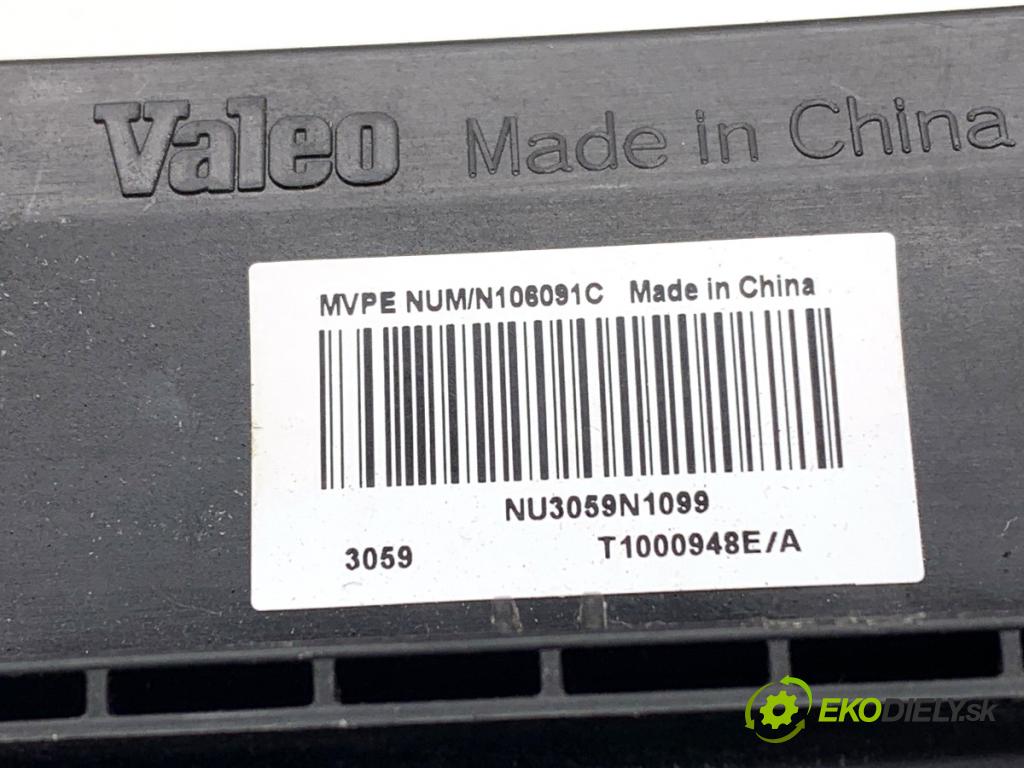 Valeo Made in China
MVPE NUM/N106091C Made in China
NU3059N1099
3059 T1000948E/A
EKODIELY.sk